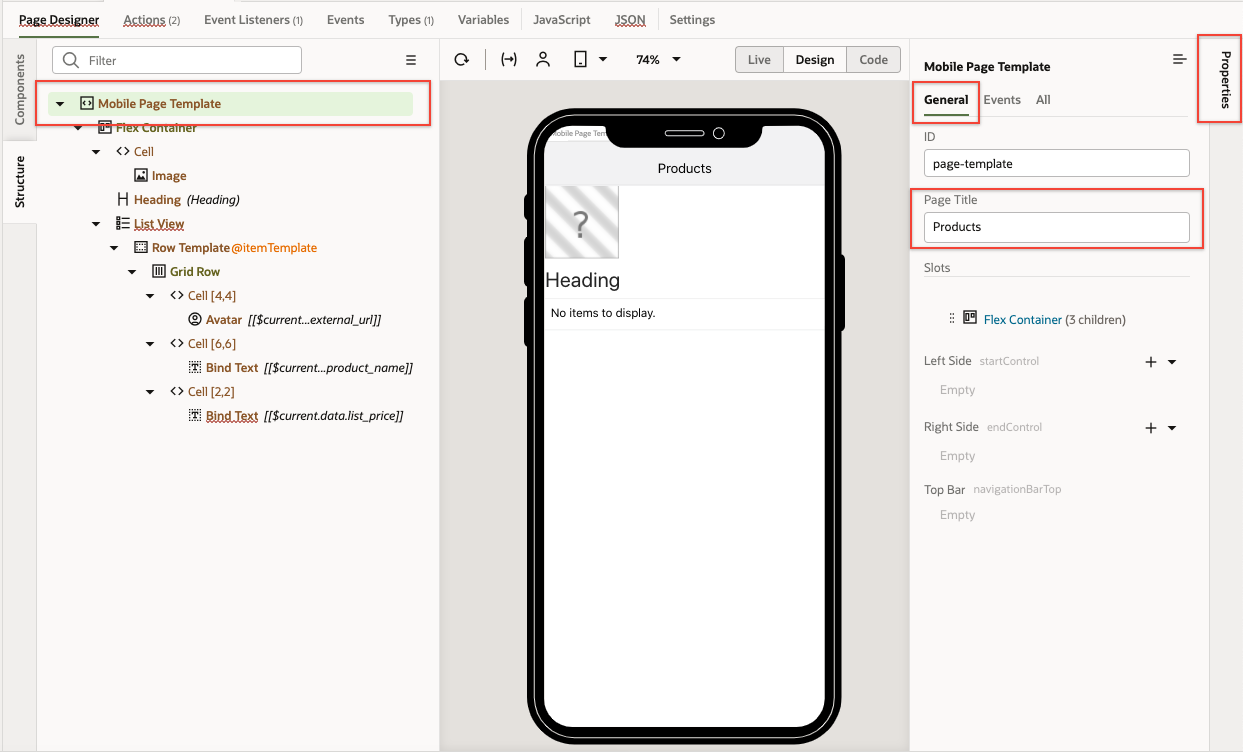 Page Designer Actions (2) Event Listeners (1) Events Types (1) Variables JavaScript JSON Settings
Components
Structure
Filter
Mobile Page Template
Flex Container
<> Cell
Image
Heading (Heading)
List View
Row Template@itemTemplate
Grid Row
<> Cell [4,4]
Avatar [[$current...external_url]]
<> Cell [6,6]
Bind Text [[$current...product_name]]
<> Cell [2,2]
Bind Text [[$current.data.list_price]]
74% Live Design Code
Mobile Page Tem
Products
?
Heading
No items to display.
Mobile Page Template
General Events All
ID
page-template
Page Title
Products
Slots
Flex Container (3 children)
Left Side startControl
Empty
Right Side endControl
Empty
Top Bar navigationBarTop
Empty
Properties